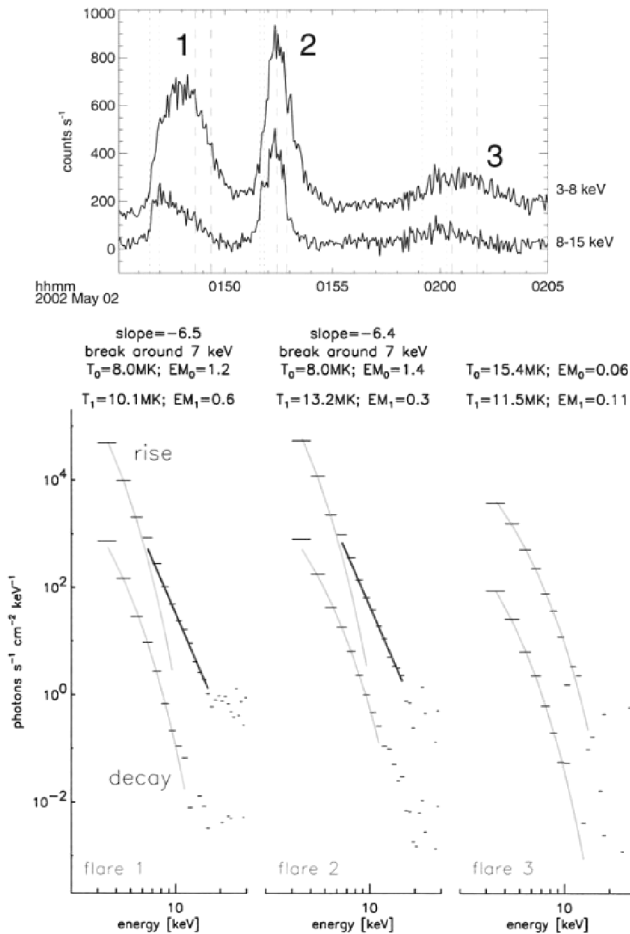 1000
800
600
400
200
0
counts s⁻¹
1
2
3
3-8 keV
8-15 keV
hhmm
2002 May 02
0150
0155
0200
0205
slope=−6.5
break around 7 keV
T₀=8.0MK; EM₀=1.2
T₁=10.1MK; EM₁=0.6
slope=−6.4
break around 7 keV
T₀=8.0MK; EM₀=1.4
T₁=13.2MK; EM₁=0.3
T₀=15.4MK; EM₀=0.06
T₁=11.5MK; EM₁=0.11
photons s⁻¹ cm⁻² keV⁻¹
10⁴
10²
10⁰
10⁻²
rise
decay
flare 1
flare 2
flare 3
10
10
10
energy [keV]
energy [keV]
energy [keV]